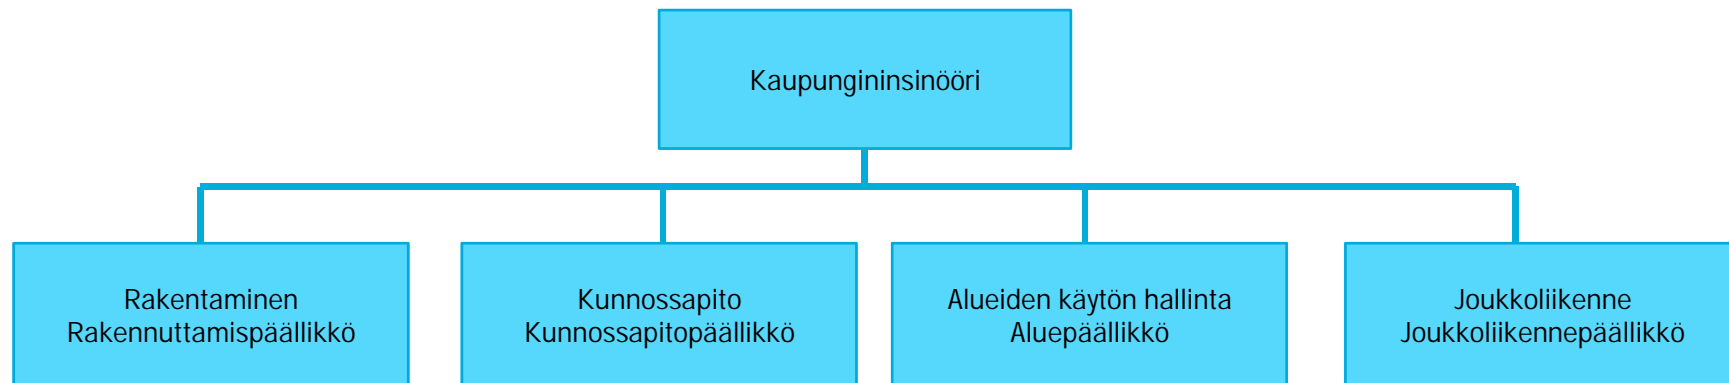 Kaupungininsinööri
Rakentaminen
Rakennuttamispäällikkö
Kunnossapito
Kunnossapitopäällikkö
Alueiden käytön hallinta
Aluepäällikkö
Joukkoliikenne
Joukkoliikennepäällikkö